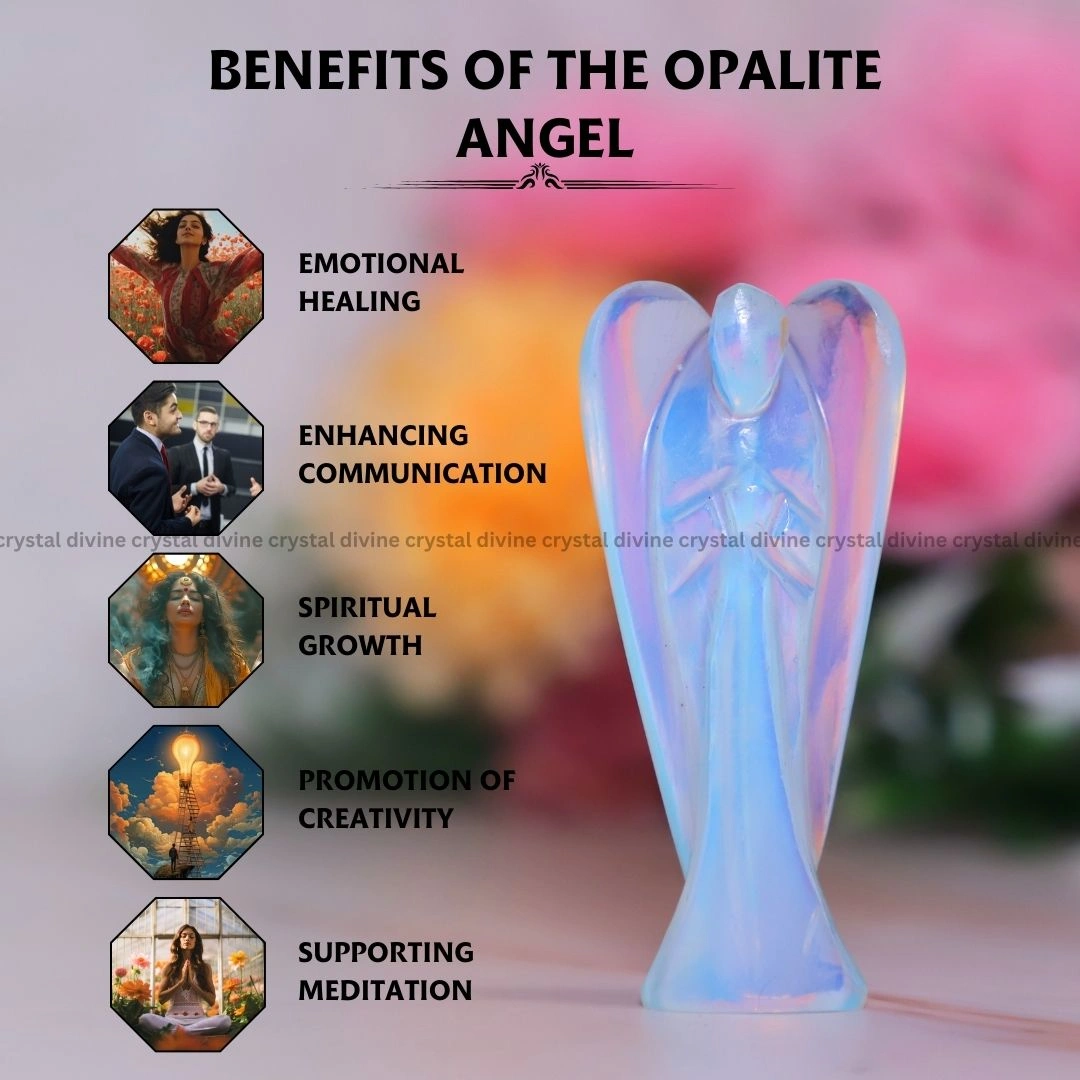 BENEFITS OF THE OPALITE
ANGEL
EMOTIONAL
HEALING
ENHANCING
COMMUNICATION
crystal divine crystal divine crystal divine crystal divine crystal divine crystal divine crystal divine crystal divine
SPIRITUAL
GROWTH
PROMOTION OF
CREATIVITY
SUPPORTING
MEDITATION